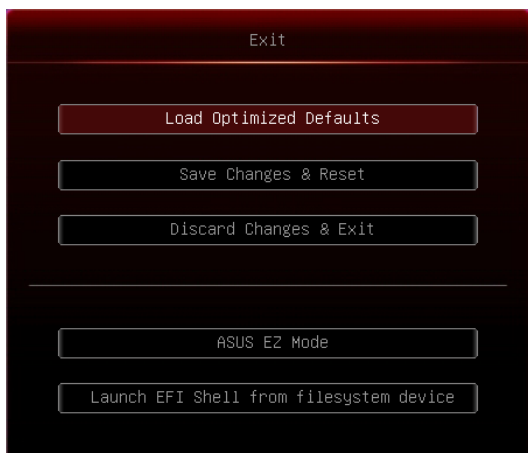 Exit
Load Optimized Defaults
Save Changes & Reset
Discard Changes & Exit
ASUS EZ Mode
Launch EFI Shell from filesystem device